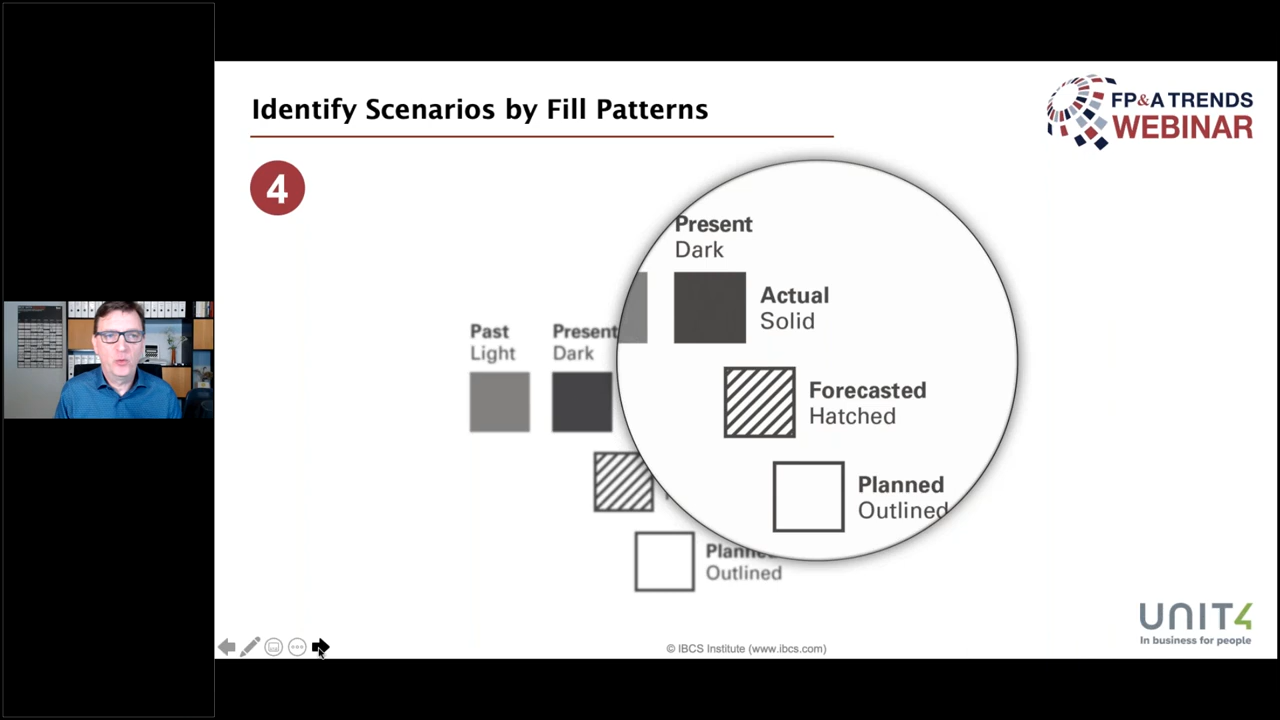 Identify Scenarios by Fill Patterns
FP&A TRENDS
WEBINAR
4
Present
Dark
Actual
Solid
Past
Light
Present
Dark
Forecasted
Hatched
Planned
Outlined
Planne
Outlined
UNIT4
In business for people
© IBCS Institute (www.ibcs.com)